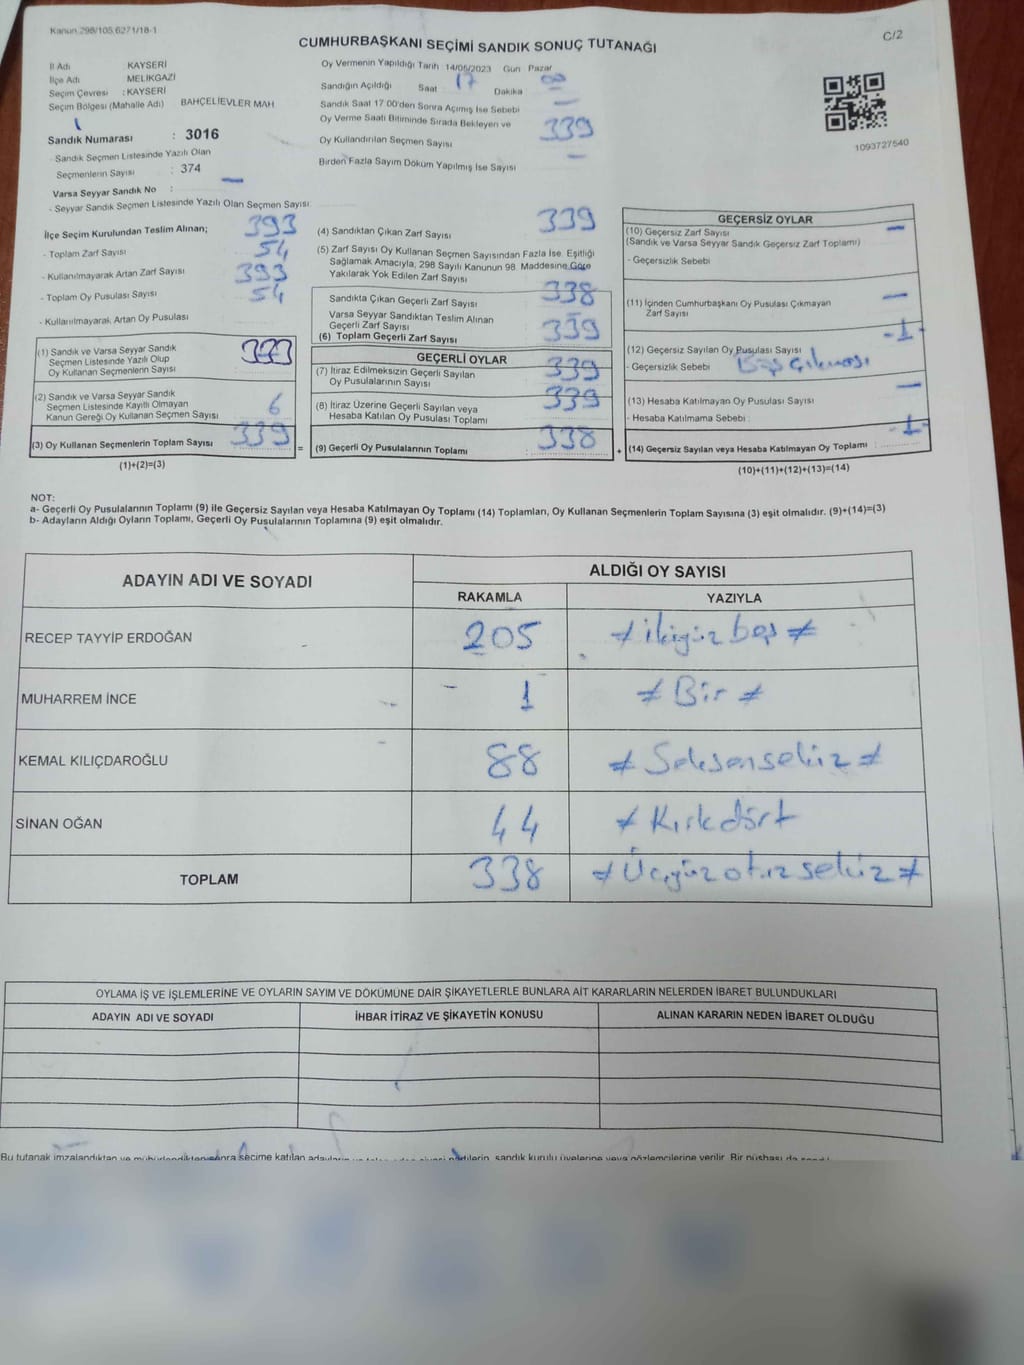 Kanun 298/105,6271/18-1
C/2
CUMHURBAŞKANI SEÇİMİ SANDIK SONUÇ TUTANAĞI
İl Adı KAYSERİ
İlçe Adı MELİKGAZİ
Seçim Çevresi : KAYSERİ
Seçim Bölgesi (Mahalle Adı) BAHÇELİEVLER MAH
Sandık Numarası : 3016
- Sandık Seçmen Listesinde Yazılı Olan
Seçmenlerin Sayısı : 374
Varsa Seyyar Sandık No : —
- Seyyar Sandık Seçmen Listesinde Yazılı Olan Seçmen Sayısı:
Oy Vermenin Yapıldığı Tarih 14/05/2023 Gün Pazar
Sandığın Açıldığı Saat 17 Dakika 00
Sandık Saat 17:00'den Sonra Açılmış İse Sebebi —
Oy Verme Saati Bitiminde Sırada Bekleyen ve
Oy Kullandırılan Seçmen Sayısı 339
Birden Fazla Sayım Döküm Yapılmış İse Sayısı —
1093727540
İlçe Seçim Kurulundan Teslim Alınan; 393
- Toplam Zarf Sayısı 54
- Kullanılmayarak Artan Zarf Sayısı 393
- Toplam Oy Pusulası Sayısı 54
- Kullanılmayarak Artan Oy Pusulası
(1) Sandık ve Varsa Seyyar Sandık
Seçmen Listesinde Yazılı Olup
Oy Kullanan Seçmenlerin Sayısı
(2) Sandık ve Varsa Seyyar Sandık
Seçmen Listesinde Kayıtlı Olmayan
Kanun Gereği Oy Kullanan Seçmen Sayısı 6
(3) Oy Kullanan Seçmenlerin Toplam Sayısı 339
(1)+(2)=(3)
(4) Sandıktan Çıkan Zarf Sayısı 339
(5) Zarf Sayısı Oy Kullanan Seçmen Sayısından Fazla İse, Eşitliği
Sağlamak Amacıyla, 298 Sayılı Kanunun 98. Maddesine Göre
Yakılarak Yok Edilen Zarf Sayısı —
Sandıkta Çıkan Geçerli Zarf Sayısı 338
Varsa Seyyar Sandıktan Teslim Alınan
Geçerli Zarf Sayısı —
(6) Toplam Geçerli Zarf Sayısı 339
GEÇERLİ OYLAR
(7) İtiraz Edilmeksizin Geçerli Sayılan
Oy Pusulalarının Sayısı 339
(8) İtiraz Üzerine Geçerli Sayılan veya
Hesaba Katılan Oy Pusulası Toplamı 339
= (9) Geçerli Oy Pusulalarının Toplamı : 338
GEÇERSİZ OYLAR
(10) Geçersiz Zarf Sayısı —
(Sandık ve Varsa Seyyar Sandık Geçersiz Zarf Toplamı)
- Geçersizlik Sebebi
(11) İçinden Cumhurbaşkanı Oy Pusulası Çıkmayan
Zarf Sayısı —
(12) Geçersiz Sayılan Oy Pusulası Sayısı -1-
- Geçersizlik Sebebi Boş çıkması
(13) Hesaba Katılmayan Oy Pusulası Sayısı —
- Hesaba Katılmama Sebebi :
+ (14) Geçersiz Sayılan veya Hesaba Katılmayan Oy Toplamı : -1-
(10)+(11)+(12)+(13)=(14)
NOT:
a- Geçerli Oy Pusulalarının Toplamı (9) ile Geçersiz Sayılan veya Hesaba Katılmayan Oy Toplamı (14) Toplamları, Oy Kullanan Seçmenlerin Toplam Sayısına (3) eşit olmalıdır. (9)+(14)=(3)
b- Adayların Aldığı Oyların Toplamı, Geçerli Oy Pusulalarının Toplamına (9) eşit olmalıdır.
ADAYIN ADI VE SOYADI ALDIĞI OY SAYISI
RAKAMLA YAZIYLA
RECEP TAYYİP ERDOĞAN 205 ≠ ikiyüz beş ≠
MUHARREM İNCE - 1 ≠ Bir ≠
KEMAL KILIÇDAROĞLU 88 ≠ Seksensekiz ≠
SİNAN OĞAN 44 ≠ Kırkdört
TOPLAM 338 ≠ Üçyüz otuz sekiz ≠
OYLAMA İŞ VE İŞLEMLERİNE VE OYLARIN SAYIM VE DÖKÜMÜNE DAİR ŞİKAYETLERLE BUNLARA AİT KARARLARIN NELERDEN İBARET BULUNDUKLARI
ADAYIN ADI VE SOYADI İHBAR İTİRAZ VE ŞİKAYETİN KONUSU ALINAN KARARIN NEDEN İBARET OLDUĞU
Bu tutanak imzalandıktan ve mühürlendikten sonra seçime katılan sandık kurulu üyelerine veya gözlemcilerine verilir. Bir nüshası da